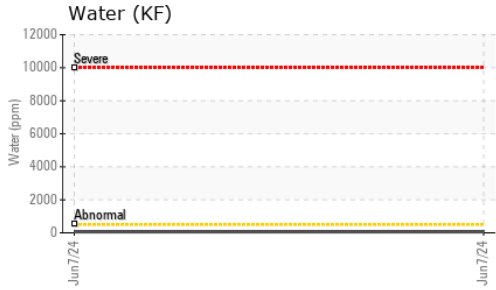 Water (KF)
12000
Severe
10000
8000
6000
4000
2000
Abnormal
0
Water (ppm)
Jun7/24
Jun7/24